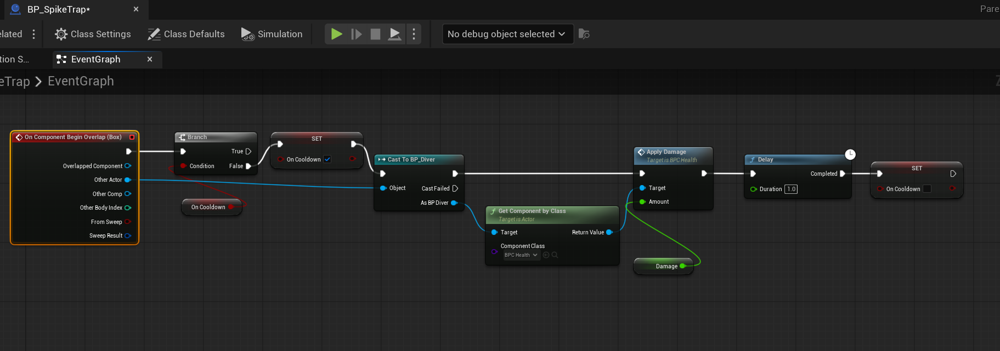 BP_SpikeTrap*
Pare
elated
Class Settings
Class Defaults
Simulation
No debug object selected
tion S...
EventGraph
eTrap > EventGraph
On Component Begin Overlap (Box)
Overlapped Component
Other Actor
Other Comp
Other Body Index
From Sweep
Sweep Result
Branch
True
Condition
False
On Cooldown
SET
On Cooldown
Cast To BP_Diver
Object
Cast Failed
As BP Diver
Get Component by Class
Target is Actor
Target
Return Value
Component Class
BPC Health
Apply Damage
Target is BPC Health
Target
Amount
Damage
Delay
Completed
Duration 1.0
SET
On Cooldown